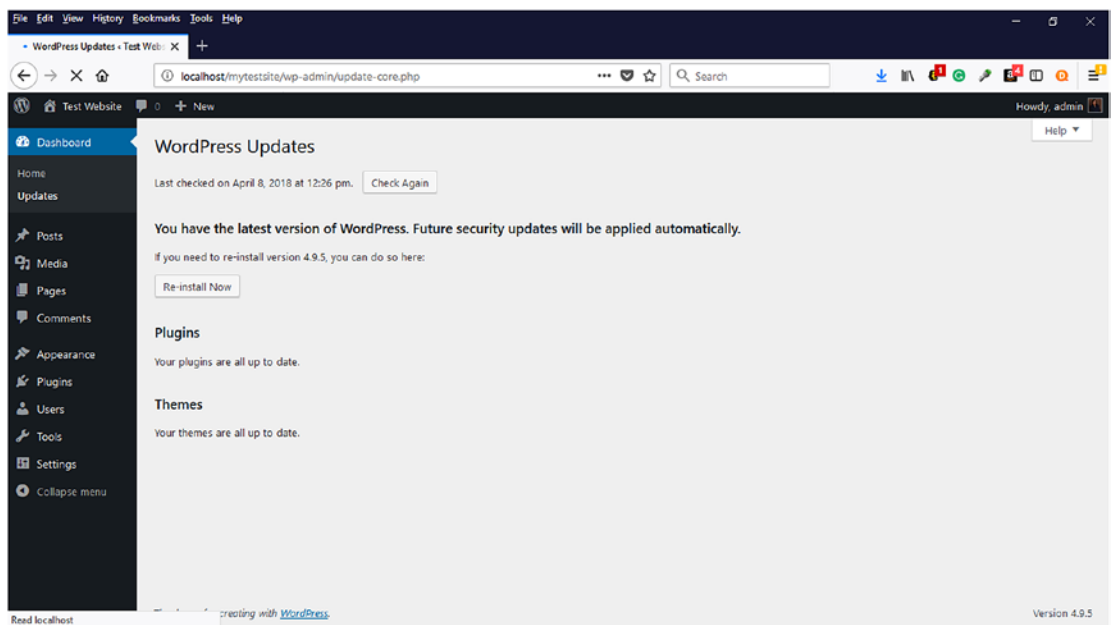 File Edit View History Bookmarks Tools Help
WordPress Updates ‹ Test Webs
localhost/mytestsite/wp-admin/update-core.php
Search
1
4
Test Website 0 + New
Howdy, admin
Help
Dashboard
Home
Updates
Posts
Media
Pages
Comments
Appearance
Plugins
Users
Tools
Settings
Collapse menu
WordPress Updates
Last checked on April 8, 2018 at 12:26 pm. Check Again
You have the latest version of WordPress. Future security updates will be applied automatically.
If you need to re-install version 4.9.5, you can do so here:
Re-install Now
Plugins
Your plugins are all up to date.
Themes
Your themes are all up to date.
creating with WordPress.
Version 4.9.5
Read localhost